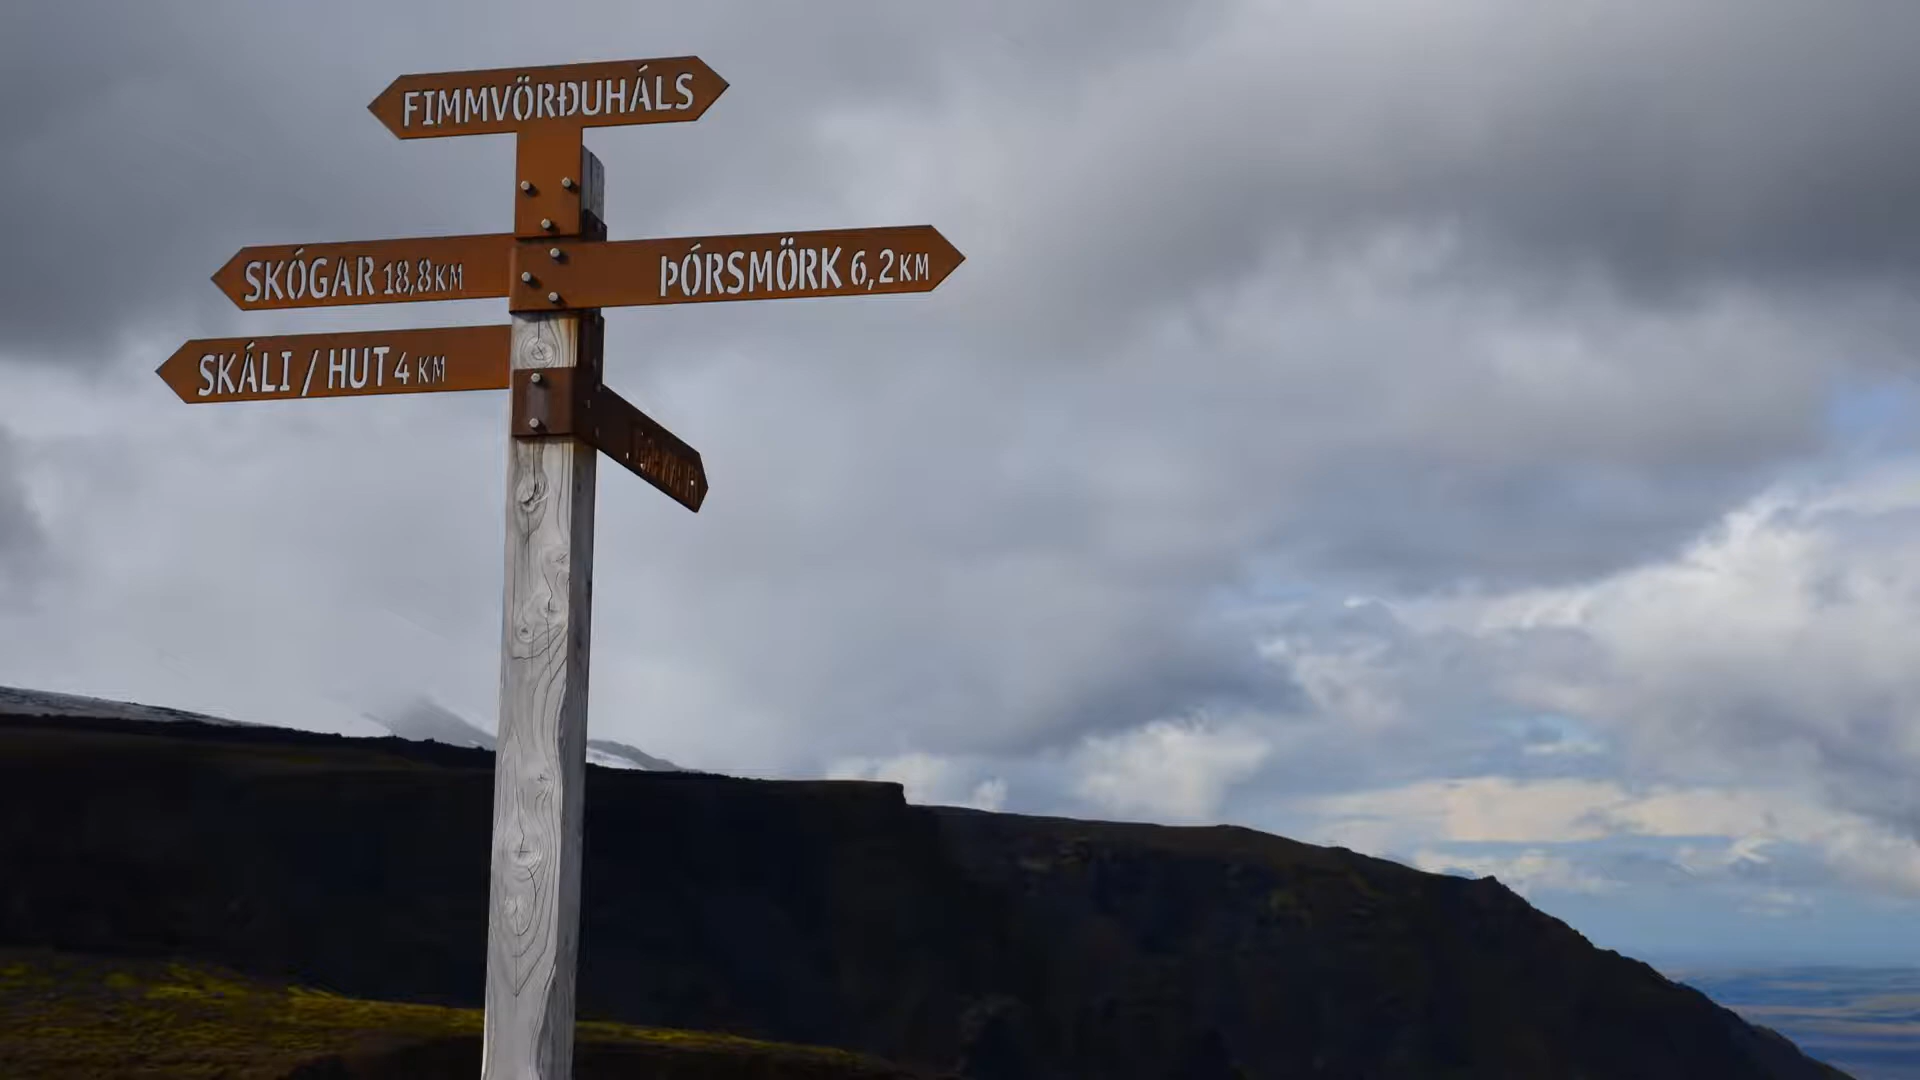 FIMMVÖRÐUHÁLS
SKÓGAR 18,8 KM
ÞÓRSMÖRK 6,2 KM
SKÁLI / HUT 4 KM